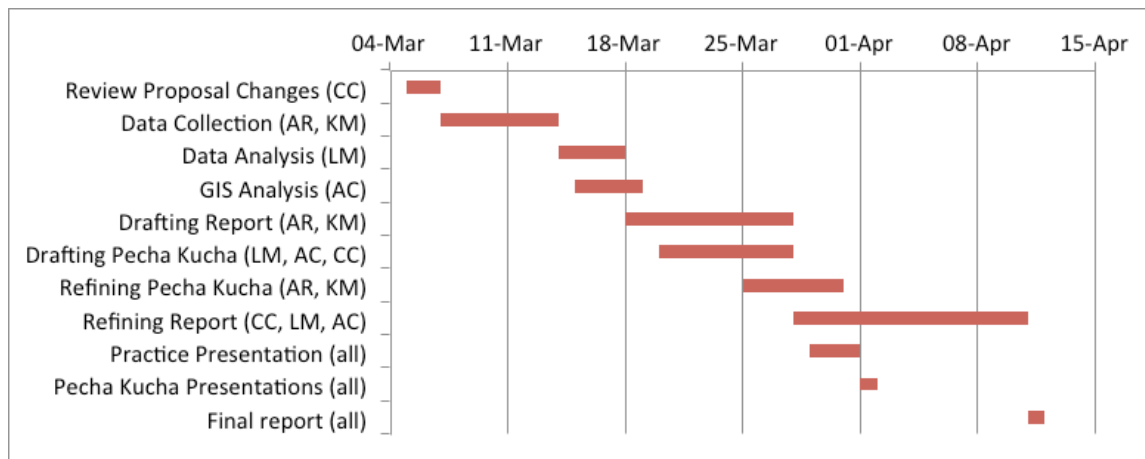 04-Mar 11-Mar 18-Mar 25-Mar 01-Apr 08-Apr 15-Apr
Review Proposal Changes (CC)
Data Collection (AR, KM)
Data Analysis (LM)
GIS Analysis (AC)
Drafting Report (AR, KM)
Drafting Pecha Kucha (LM, AC, CC)
Refining Pecha Kucha (AR, KM)
Refining Report (CC, LM, AC)
Practice Presentation (all)
Pecha Kucha Presentations (all)
Final report (all)